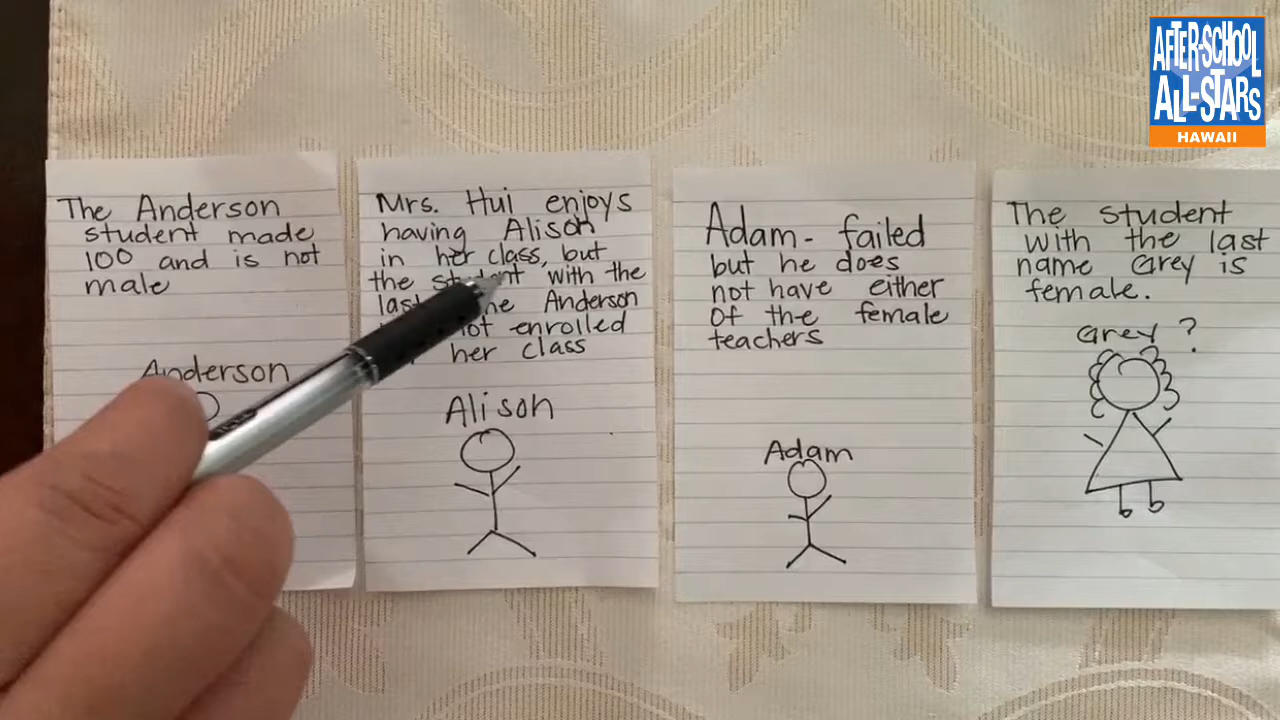 AFTER-SCHOOL
ALL-STARS
HAWAII
The Anderson
student made
100 and is not
male
Anderson
Mrs. Hui enjoys
having Alison
in her class, but
the student with the
Anderson
enrolled
her class
Alison
Adam- failed
but he does
not have either
of the female
teachers
Adam
The student
with the last
name Grey is
female.
Grey ?